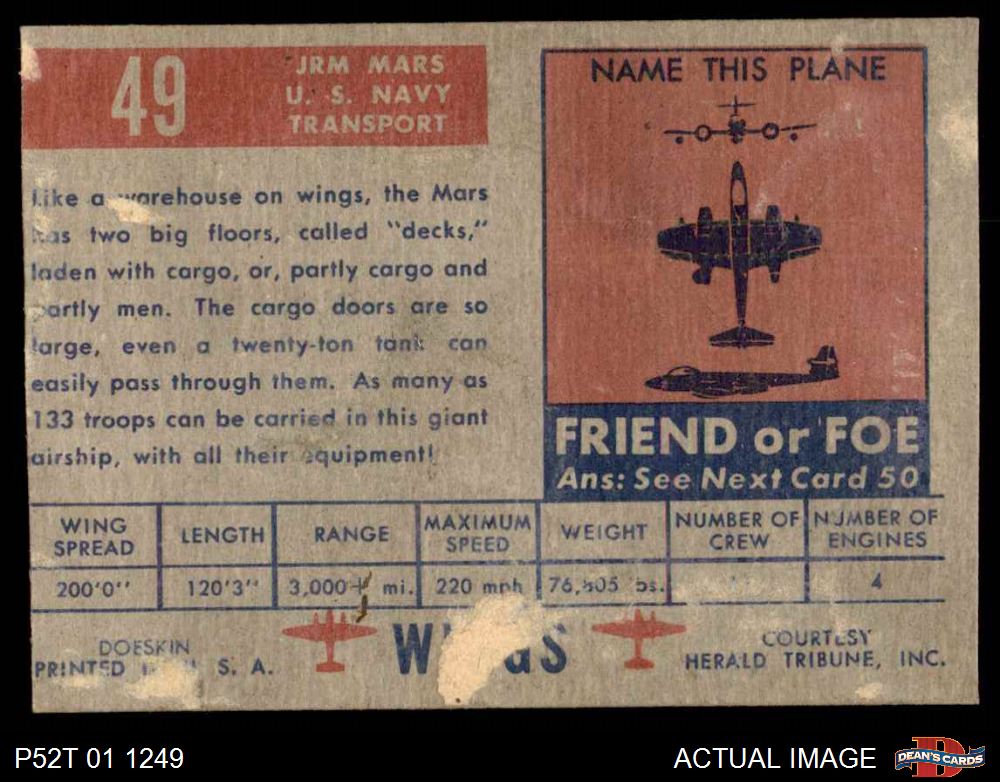 49
JRM MARS
U. S. NAVY
TRANSPORT
Like a warehouse on wings, the Mars
has two big floors, called "decks,"
laden with cargo, or, partly cargo and
partly men. The cargo doors are so
large, even a twenty-ton tank can
easily pass through them. As many as
133 troops can be carried in this giant
airship, with all their equipment!
NAME THIS PLANE
FRIEND or FOE
Ans: See Next Card 50
WING SPREAD
LENGTH
RANGE
MAXIMUM SPEED
WEIGHT
NUMBER OF CREW
NUMBER OF ENGINES
200'0"
120'3"
3,000+ mi.
220 mph
lbs.
4
DOESKIN
PRINTED IN U. S. A.
WINGS
COURTESY
HERALD TRIBUNE, INC.
P52T 01 1249
ACTUAL IMAGE
D
DEAN'S CARDS